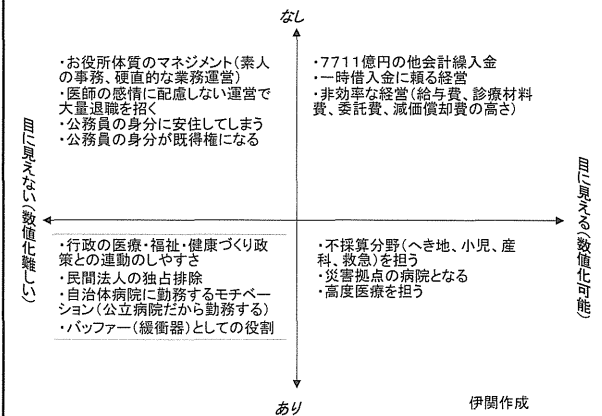 なし
・お役所体質のマネジメント(素人
の事務、硬直的な業務運営)
・医師の感情に配慮しない運営で
大量退職を招く
・公務員の身分に安住してしまう
・公務員の身分が既得権になる
・7711億円の他会計繰入金
・一時借入金に頼る経営
・非効率な経営(給与費、診療材料
費、委託費、減価償却費の高さ)
目に見えない(数値化難しい)
目に見える(数値化可能)
・行政の医療・福祉・健康づくり政
策との連動のしやすさ
・民間法人の独占排除
・自治体病院に勤務するモチベー
ション(公立病院だから勤務する)
・バッファー(緩衝器)としての役割
・不採算分野(へき地、小児、産
科、救急)を担う
・災害拠点の病院となる
・高度医療を担う
あり
伊関作成